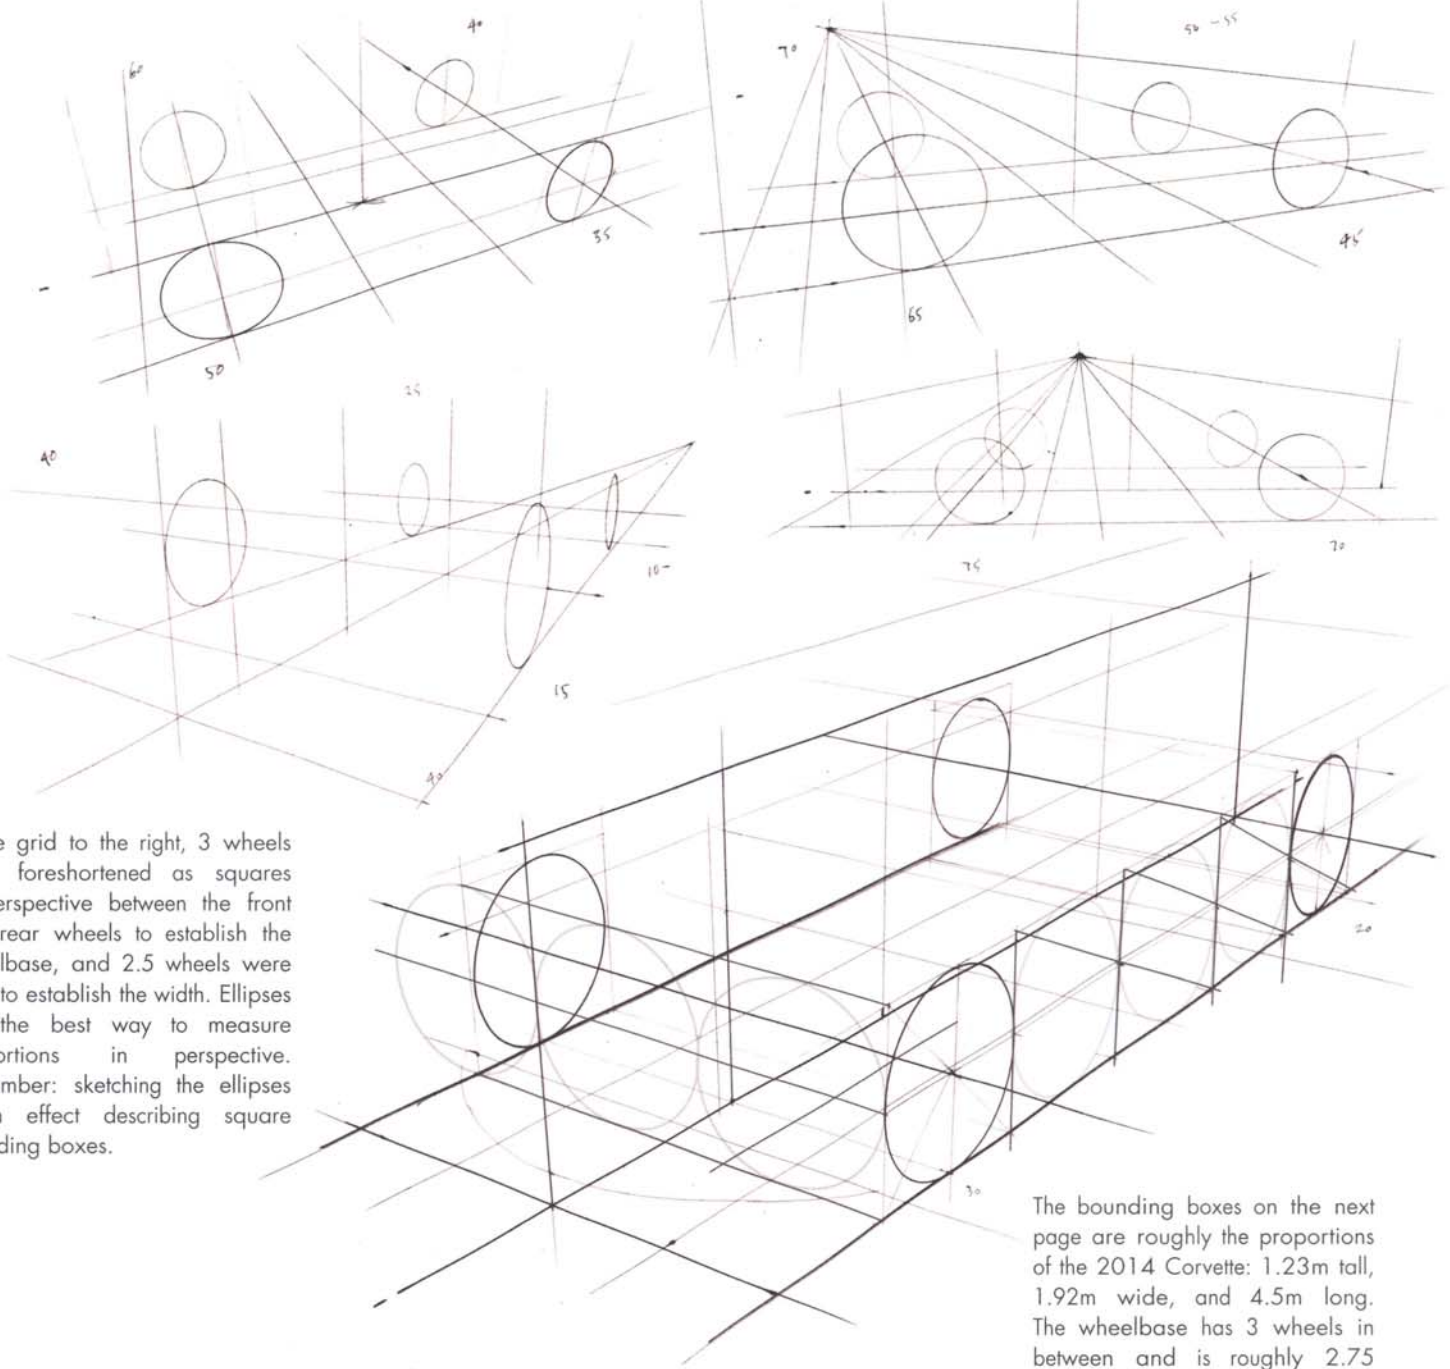 40
50 - 55
60
70
35
45
50
65
25
40
10-
70
75
15
40
e grid to the right, 3 wheels
foreshortened as squares
erspective between the front
rear wheels to establish the
lbase, and 2.5 wheels were
to establish the width. Ellipses
the best way to measure
ortions in perspective.
mber: sketching the ellipses
n effect describing square
ding boxes.
20
30
The bounding boxes on the next
page are roughly the proportions
of the 2014 Corvette: 1.23m tall,
1.92m wide, and 4.5m long.
The wheelbase has 3 wheels in
between and is roughly 2.75